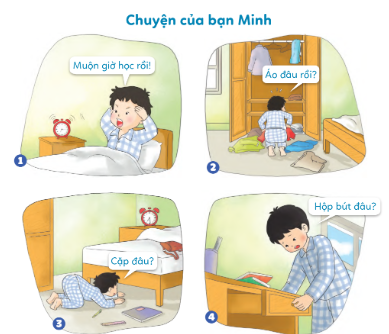 Chuyện của bạn Minh
Muộn giờ học rồi!
1
Áo đâu rồi?
2
Cặp đâu?
3
Hộp bút đâu?
4